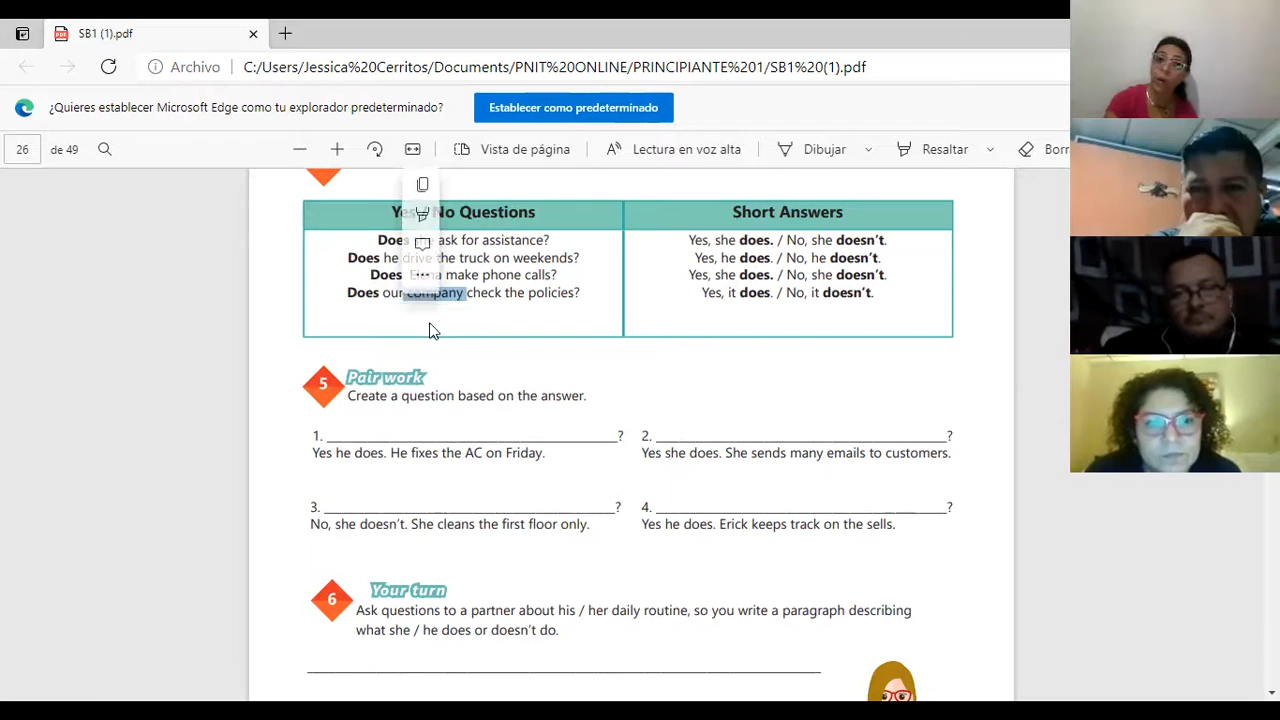 SB1 (1).pdf
Archivo
C:/Users/Jessica%20Cerritos/Documents/PNIT%20ONLINE/PRINCIPIANTE%201/SB1%20(1).pdf
¿Quieres establecer Microsoft Edge como tu explorador predeterminado?
Establecer como predeterminado
26 de 49
Vista de página
Lectura en voz alta
Dibujar
Resaltar
No Questions
Short Answers
ask for assistance?
Yes, she does. / No, she doesn't.
Does he drive the truck on weekends?
Yes, he does. / No, he doesn't.
Does make phone calls?
Yes, she does. / No, she doesn't.
Does our company check the policies?
Yes, it does. / No, it doesn't.
5 Pair work
Create a question based on the answer.
1. ______________________________________?
2. ______________________________________?
Yes he does. He fixes the AC on Friday.
Yes she does. She sends many emails to customers.
3. ______________________________________?
4. ______________________________________?
No, she doesn't. She cleans the first floor only.
Yes he does. Erick keeps track on the sells.
6 Your turn
Ask questions to a partner about his / her daily routine, so you write a paragraph describing
what she / he does or doesn't do.